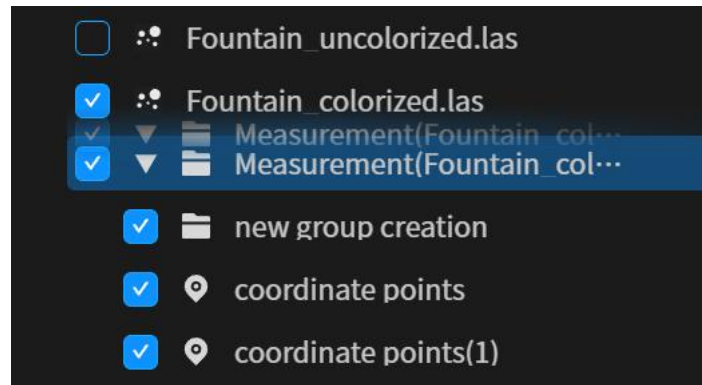 Fountain_uncolorized.las
Fountain_colorized.las
Measurement(Fountain_col···
Measurement(Fountain_col···
new group creation
coordinate points
coordinate points(1)